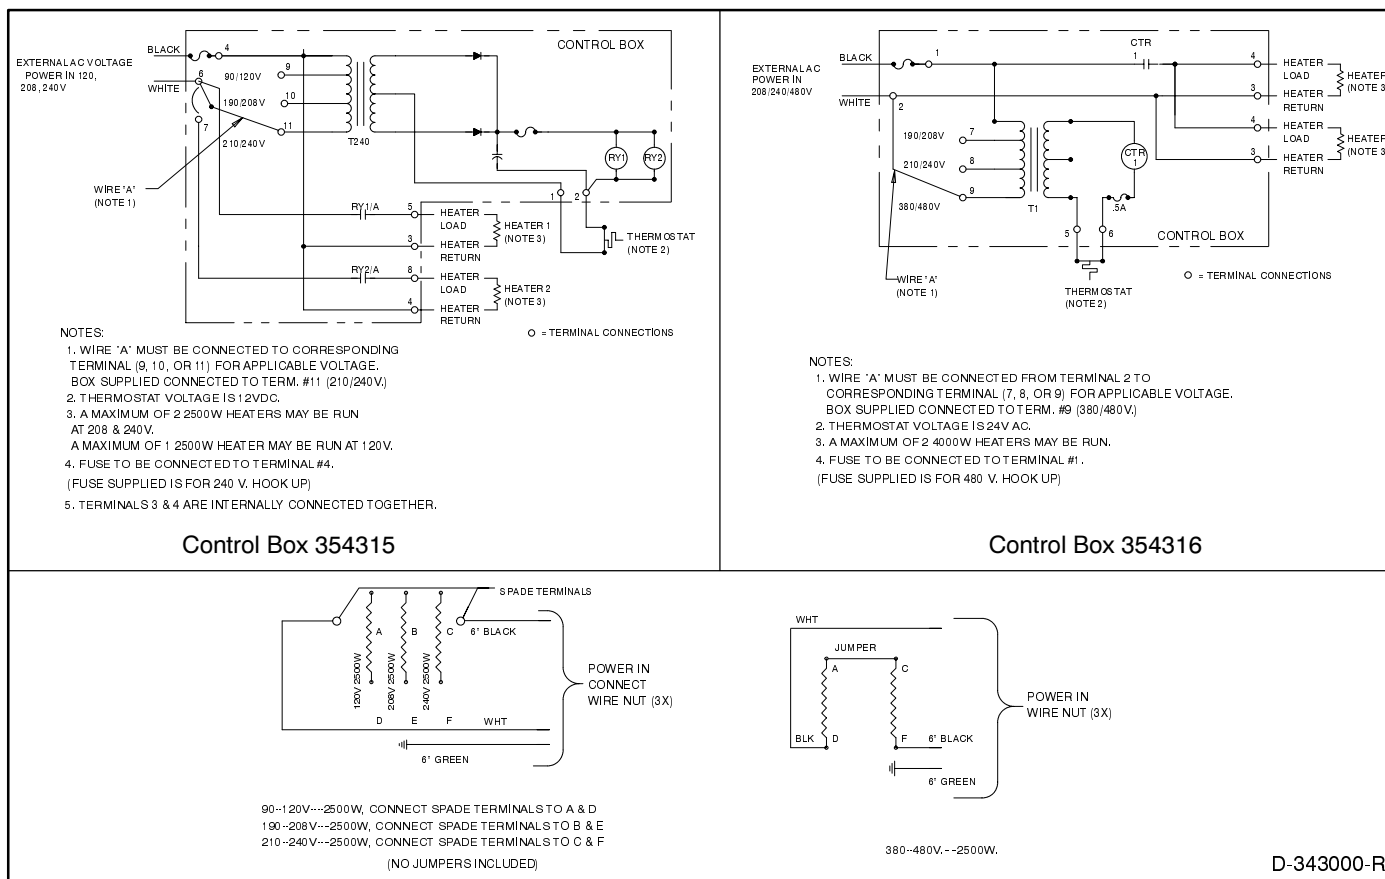 BLACK
4
CONTROL BOX
EXTERNAL AC VOLTAGE
POWER IN 120,
208, 240V
6
90/120V
9
WHITE
190/208V
10
7
11
210/240V
T240
RY1
RY2
WIRE "A"
(NOTE 1)
1
2
RY1/A
5
HEATER
LOAD
HEATER 1
(NOTE 3)
3
HEATER
RETURN
THERMOSTAT
(NOTE 2)
RY2/A
8
HEATER
LOAD
HEATER 2
(NOTE 3)
4
HEATER
RETURN
= TERMINAL CONNECTIONS
NOTES:
1. WIRE "A" MUST BE CONNECTED TO CORRESPONDING
TERMINAL (9, 10, OR 11) FOR APPLICABLE VOLTAGE.
BOX SUPPLIED CONNECTED TO TERM. #11 (210/240V.)
2. THERMOSTAT VOLTAGE IS 12VDC.
3. A MAXIMUM OF 2 2500W HEATERS MAY BE RUN
AT 208 & 240V.
A MAXIMUM OF 1 2500W HEATER MAY BE RUN AT 120V.
4. FUSE TO BE CONNECTED TO TERMINAL #4.
(FUSE SUPPLIED IS FOR 240 V. HOOK UP)
5. TERMINALS 3 & 4 ARE INTERNALLY CONNECTED TOGETHER.
Control Box 354315
CTR
BLACK
1
1
4
HEATER
LOAD
HEATER
(NOTE 3
EXTERNAL AC
POWER IN
208/240/480V
WHITE
2
3
HEATER
RETURN
4
HEATER
LOAD
HEATER
(NOTE 3
190/208V
7
210/240V
8
CTR
1
3
HEATER
RETURN
380/480V
9
T1
.5A
5
6
CONTROL BOX
WIRE "A"
(NOTE 1)
THERMOSTAT
(NOTE 2)
= TERMINAL CONNECTIONS
NOTES:
1. WIRE "A" MUST BE CONNECTED FROM TERMINAL 2 TO
CORRESPONDING TERMINAL (7, 8, OR 9) FOR APPLICABLE VOLTAGE.
BOX SUPPLIED CONNECTED TO TERM. #9 (380/480V.)
2. THERMOSTAT VOLTAGE IS 24V AC.
3. A MAXIMUM OF 2 4000W HEATERS MAY BE RUN.
4. FUSE TO BE CONNECTED TO TERMINAL #1.
(FUSE SUPPLIED IS FOR 480 V. HOOK UP)
Control Box 354316
SPADE TERMINALS
A
B
C
6" BLACK
120V 2500W
208V 2500W
240V 2500W
POWER IN
CONNECT
WIRE NUT (3X)
D
E
F
WHT
6" GREEN
90--120V----2500W, CONNECT SPADE TERMINALS TO A & D
190--208V---2500W, CONNECT SPADE TERMINALS TO B & E
210--240V---2500W, CONNECT SPADE TERMINALS TO C & F
(NO JUMPERS INCLUDED)
WHT
JUMPER
A
C
POWER IN
WIRE NUT (3X)
BLK
D
F
6" BLACK
6" GREEN
380--480V.--2500W.
D-343000-R